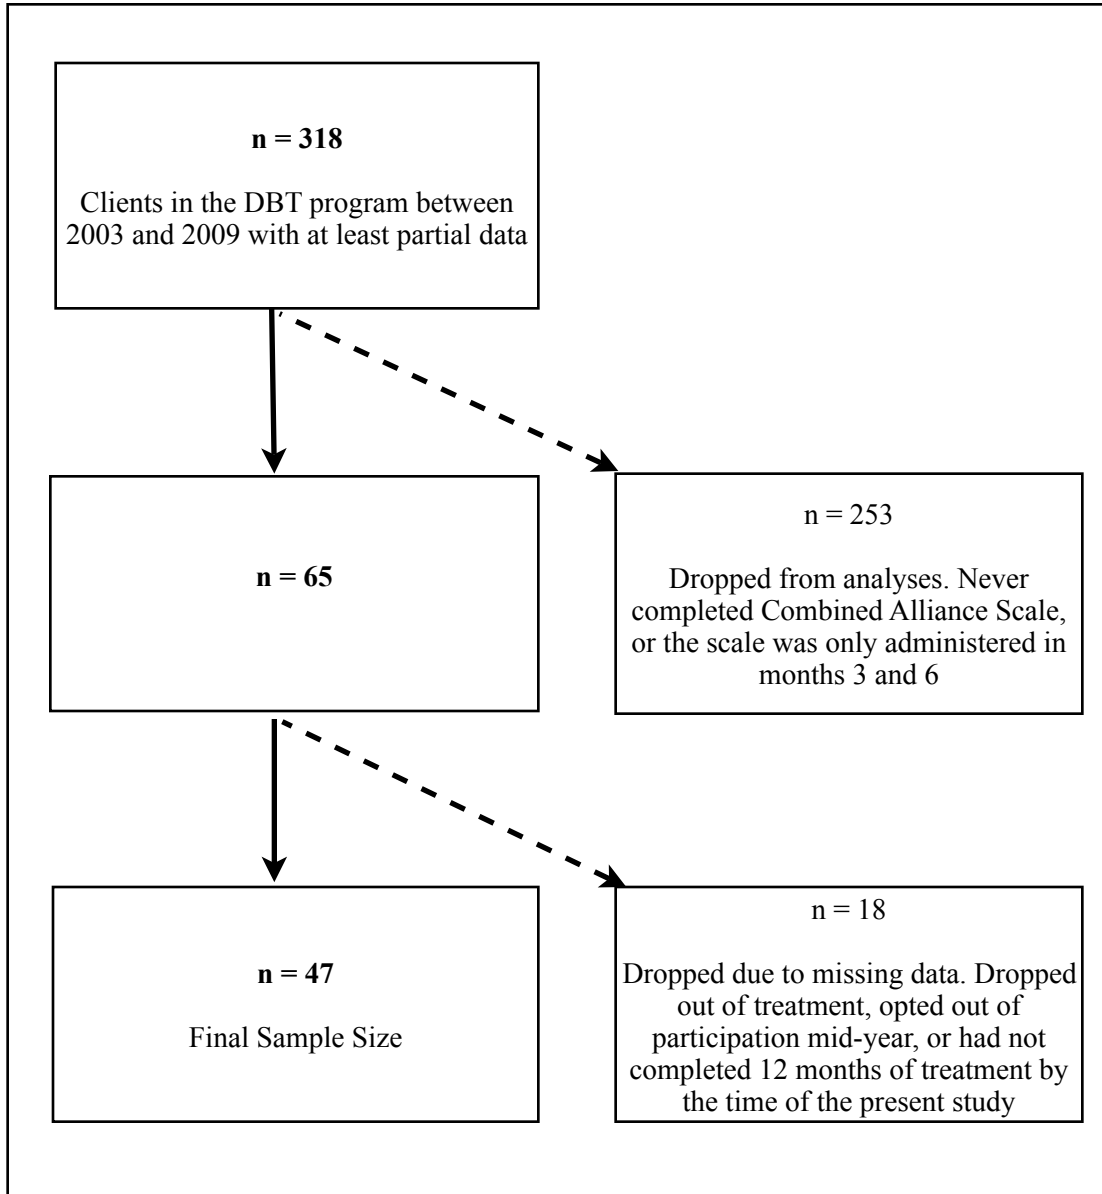 n = 318
Clients in the DBT program between
2003 and 2009 with at least partial data
n = 65
n = 253
Dropped from analyses. Never
completed Combined Alliance Scale,
or the scale was only administered in
months 3 and 6
n = 47
Final Sample Size
n = 18
Dropped due to missing data. Dropped
out of treatment, opted out of
participation mid-year, or had not
completed 12 months of treatment by
the time of the present study